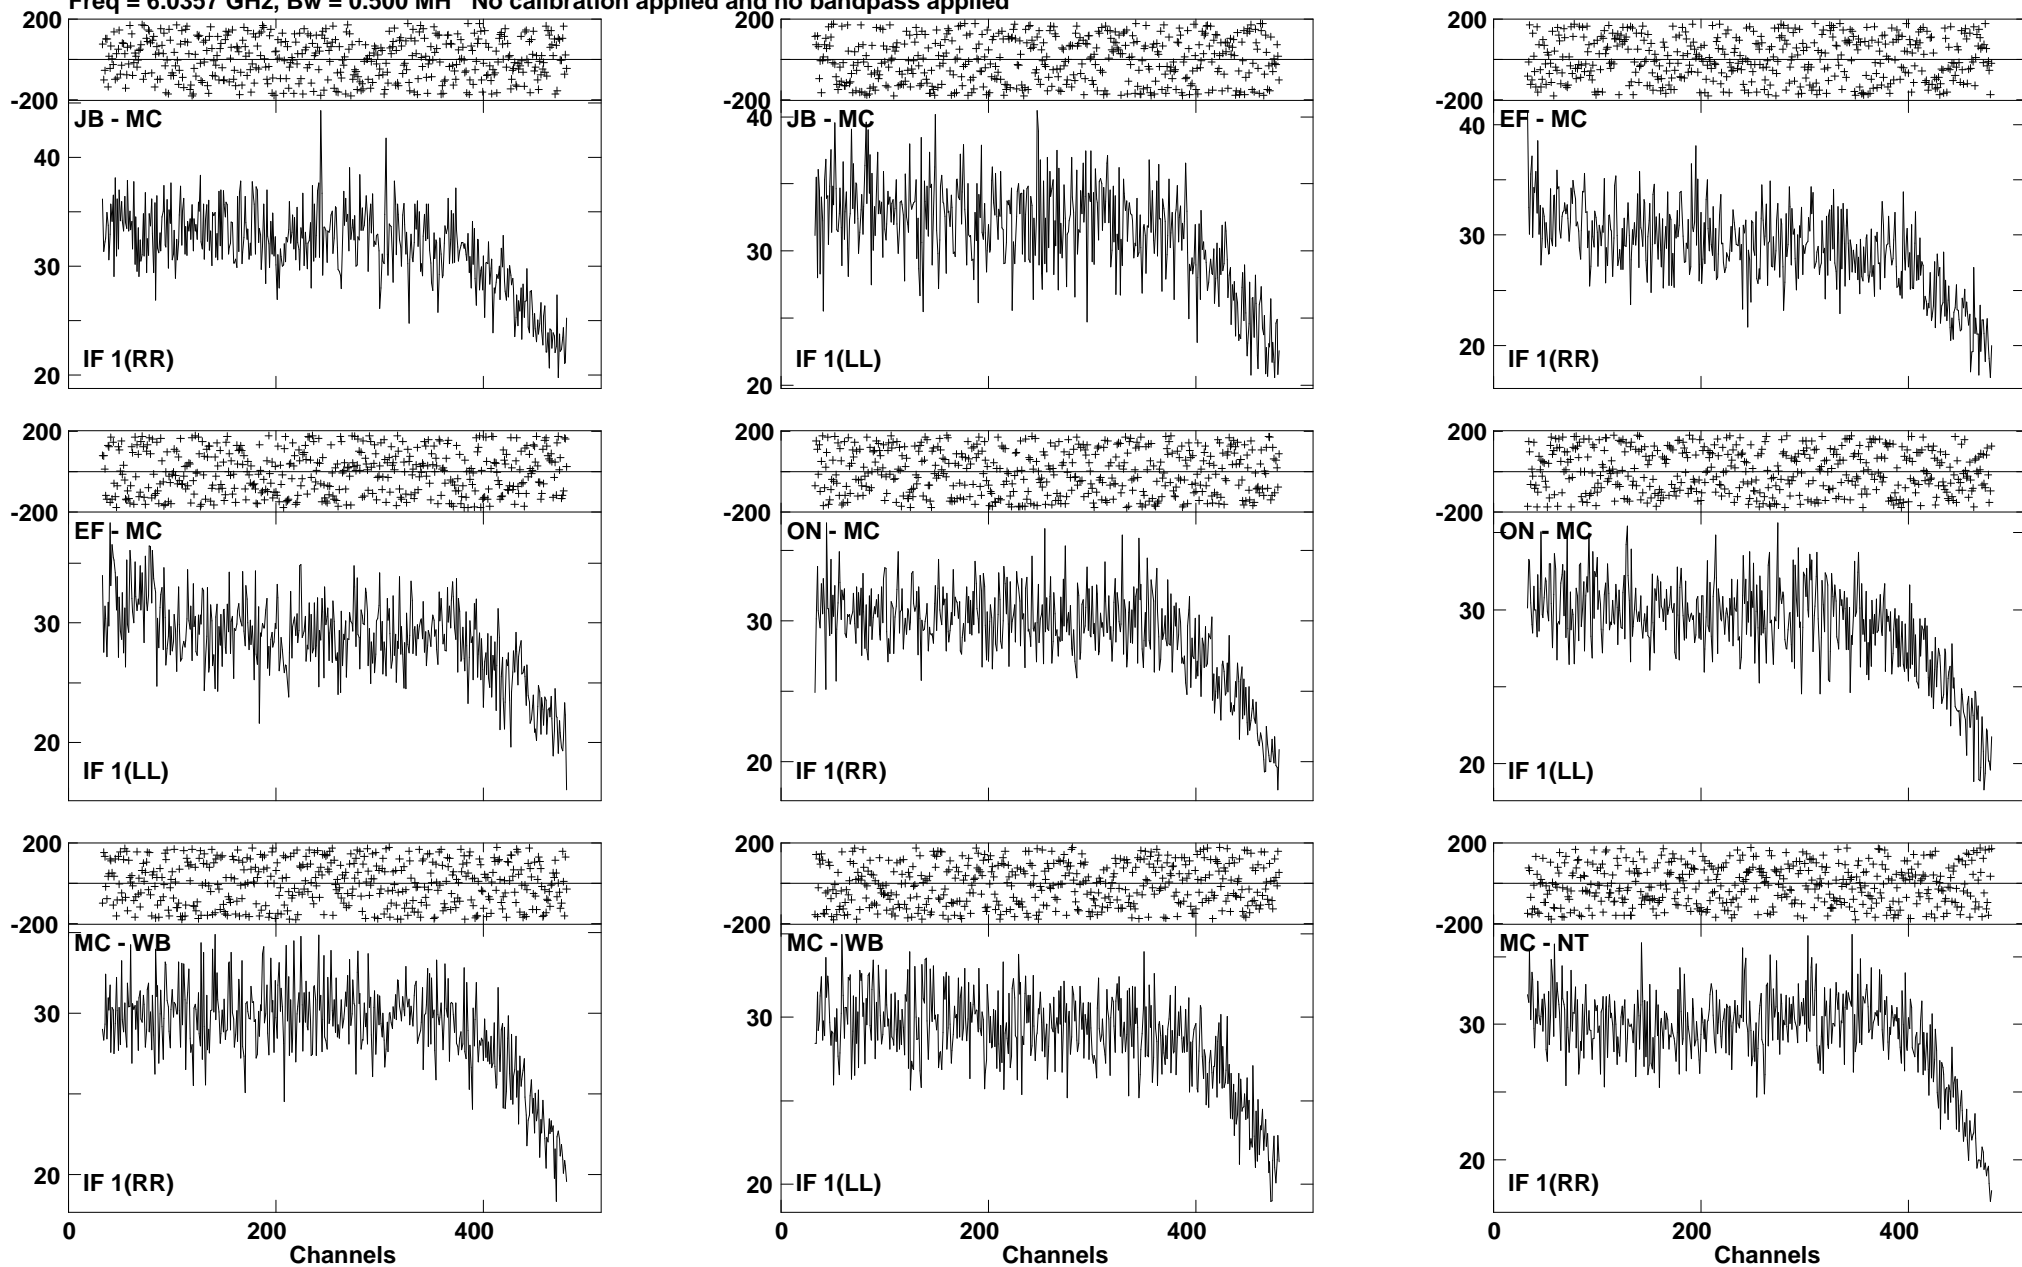 Freq = 6.0357 GHz, Bw = 0.500 MH No calibration applied and no bandpass applied
200
-200
JB - MC
40
30
20
IF 1(RR)
200
-200
JB - MC
40
30
20
IF 1(LL)
200
-200
EF - MC
40
30
20
IF 1(RR)
200
-200
EF - MC
30
20
IF 1(LL)
200
-200
ON - MC
30
20
IF 1(RR)
200
-200
ON - MC
30
20
IF 1(LL)
200
-200
MC - WB
30
20
IF 1(RR)
0 200 400
Channels
200
-200
MC - WB
30
20
IF 1(LL)
0 200 400
Channels
200
-200
MC - NT
30
20
IF 1(RR)
0 200 400
Channels